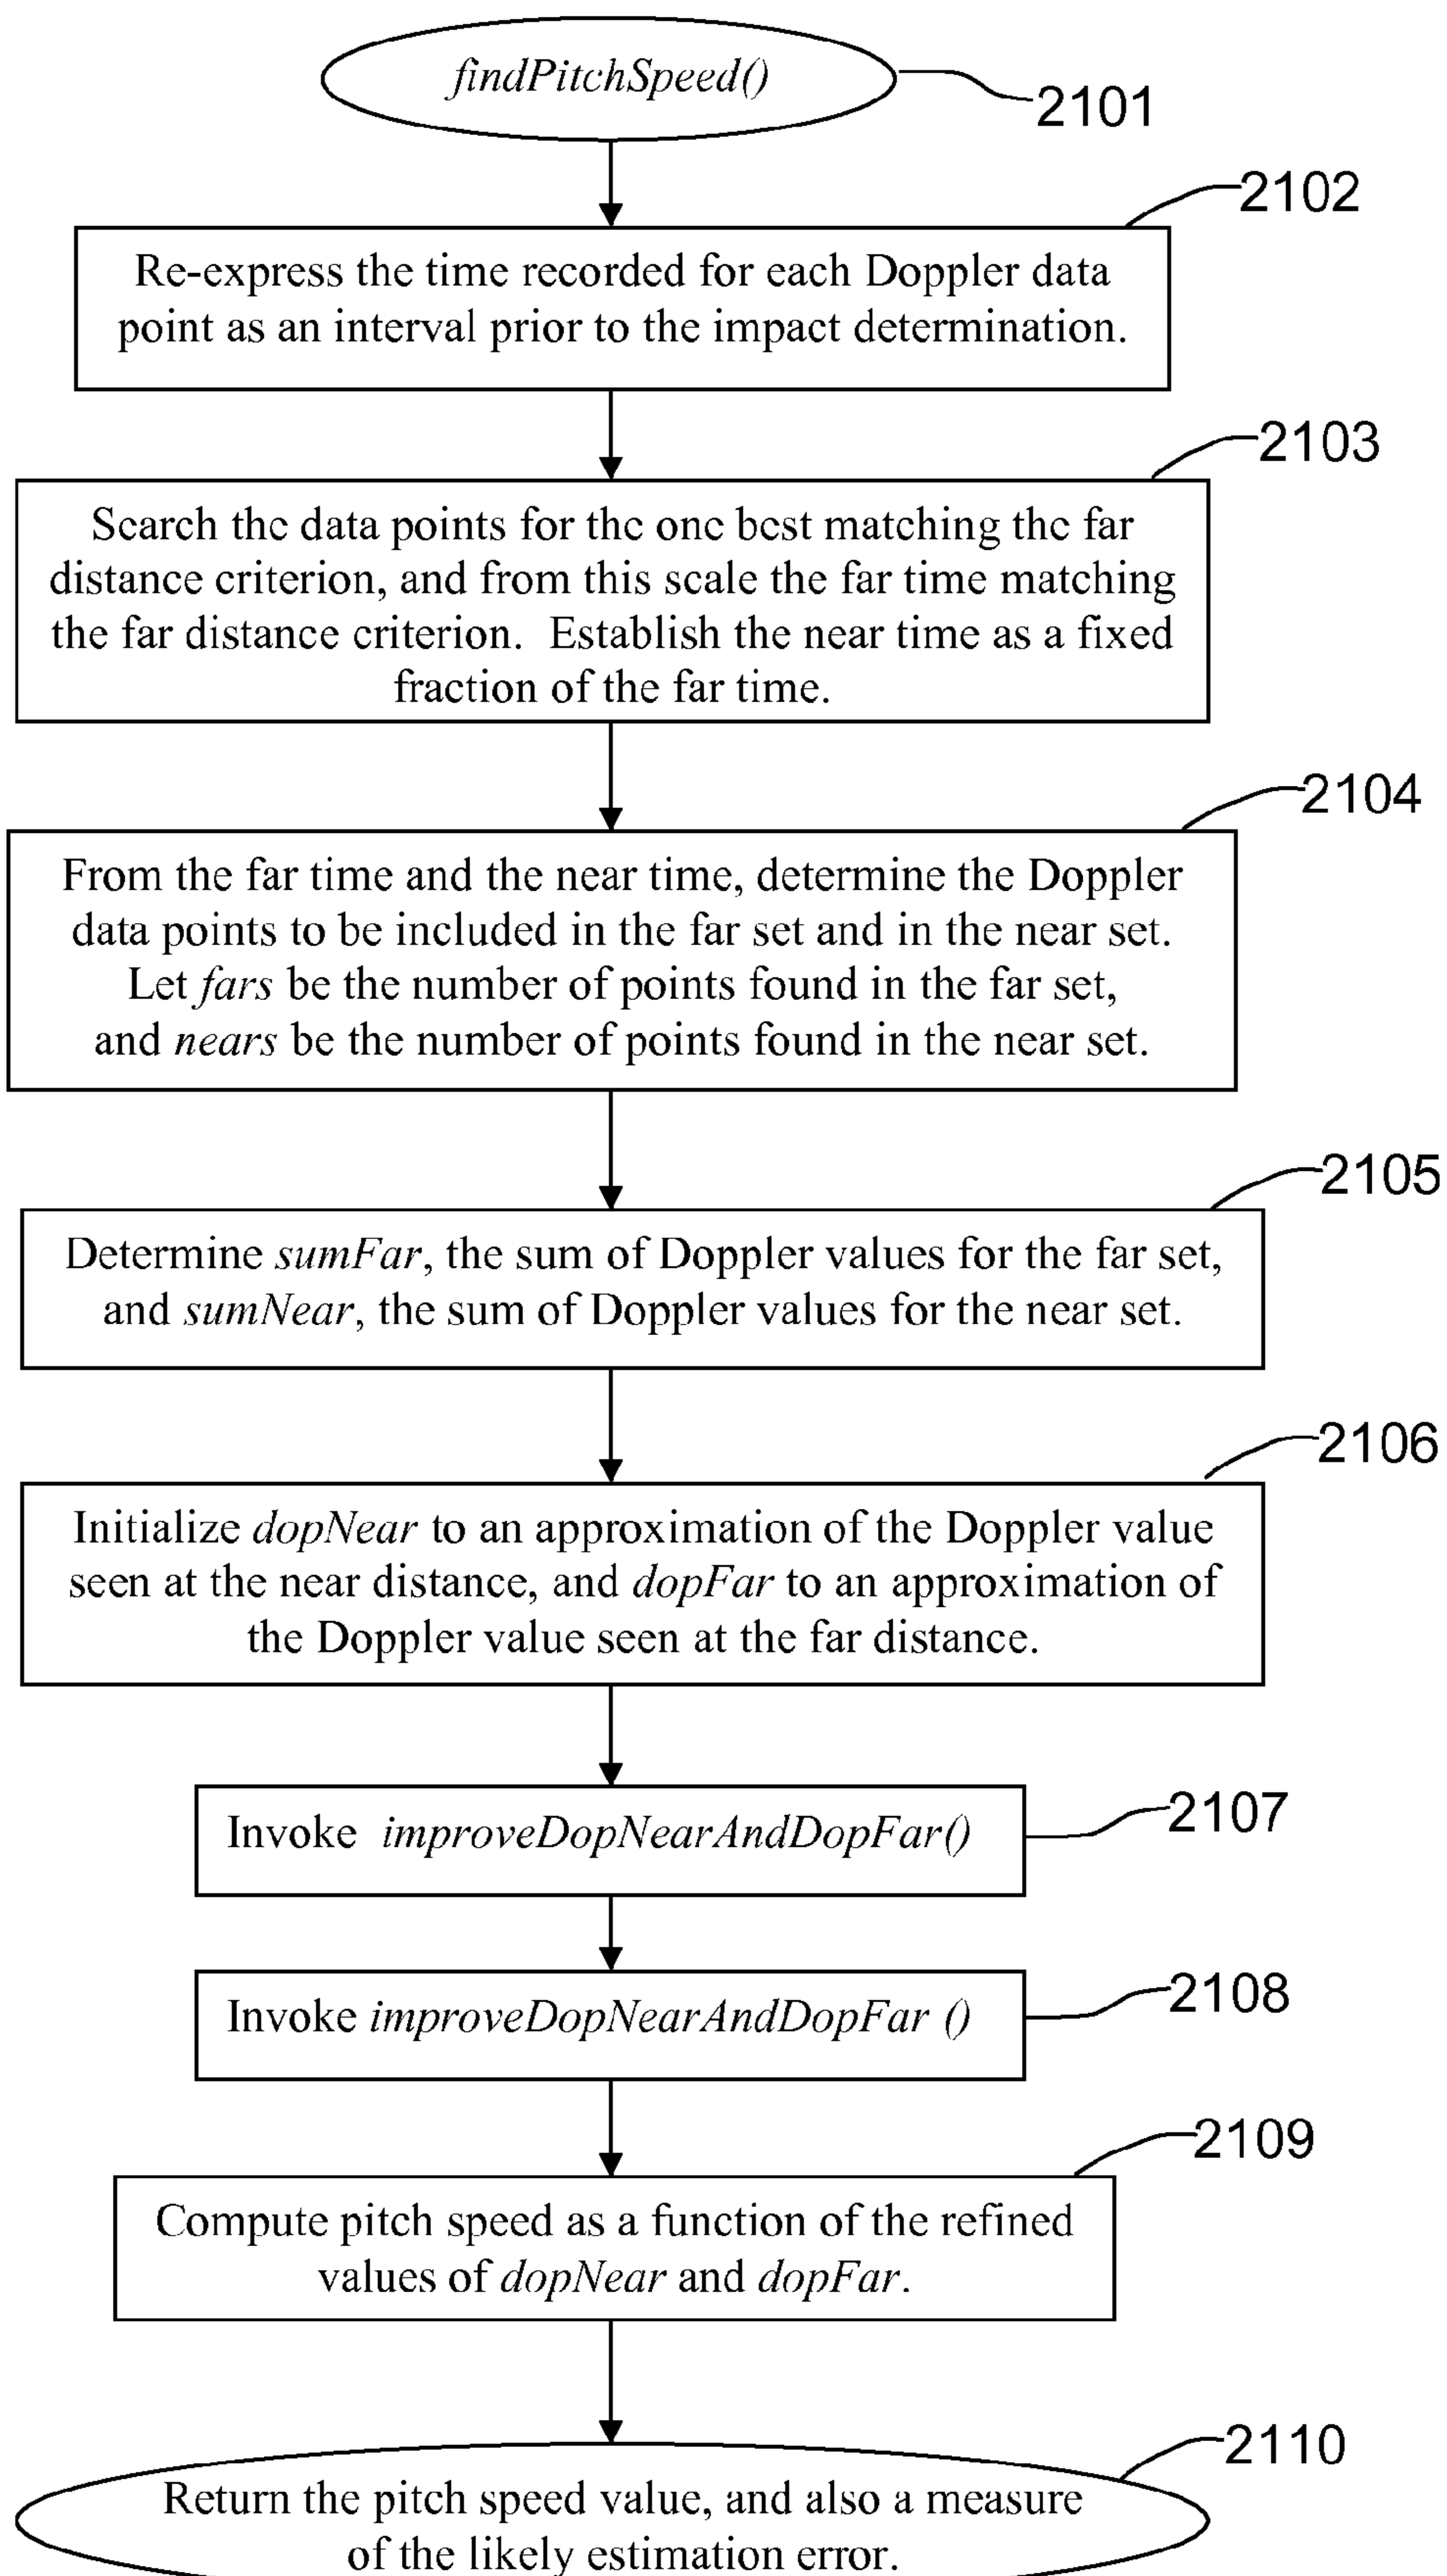 findPitchSpeed()
2101
2102
Re-express the time recorded for each Doppler data
point as an interval prior to the impact determination.
2103
Search the data points for the one best matching the far
distance criterion, and from this scale the far time matching
the far distance criterion. Establish the near time as a fixed
fraction of the far time.
2104
From the far time and the near time, determine the Doppler
data points to be included in the far set and in the near set.
Let fars be the number of points found in the far set,
and nears be the number of points found in the near set.
2105
Determine sumFar, the sum of Doppler values for the far set,
and sumNear, the sum of Doppler values for the near set.
2106
Initialize dopNear to an approximation of the Doppler value
seen at the near distance, and dopFar to an approximation of
the Doppler value seen at the far distance.
2107
Invoke improveDopNearAndDopFar()
2108
Invoke improveDopNearAndDopFar ()
2109
Compute pitch speed as a function of the refined
values of dopNear and dopFar.
2110
Return the pitch speed value, and also a measure
of the likely estimation error.